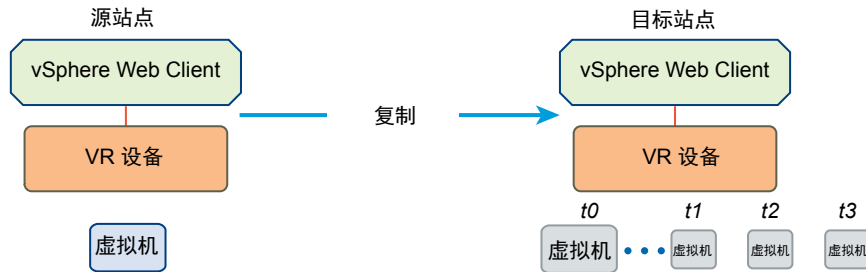 源站点
目标站点
vSphere Web Client
vSphere Web Client
复制
VR 设备
VR 设备
t0
t1
t2
t3
虚拟机
虚拟机
虚拟机
虚拟机
虚拟机